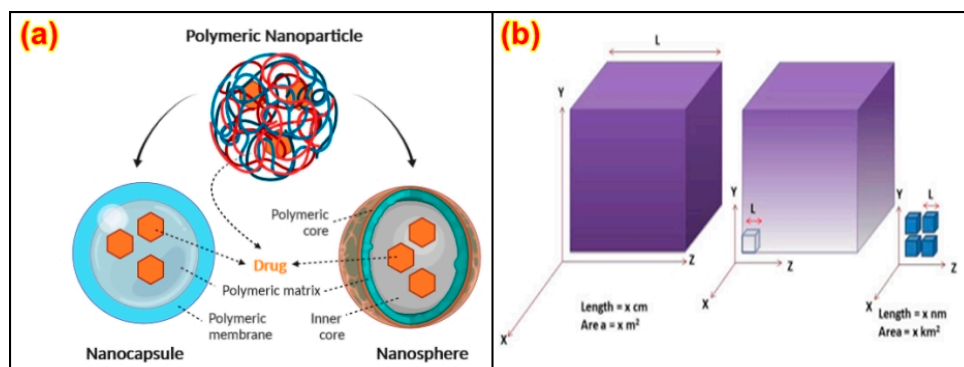 (a)
Polymeric Nanoparticle
Polymeric
core
Drug
Polymeric matrix
Polymeric
membrane
Inner
core
Nanocapsule
Nanosphere
(b)
L
Y
Z
X
Length = x cm
Are a = x m²
Y
L
Z
X
Y
L
Z
X
Length = x nm
Area = x km²